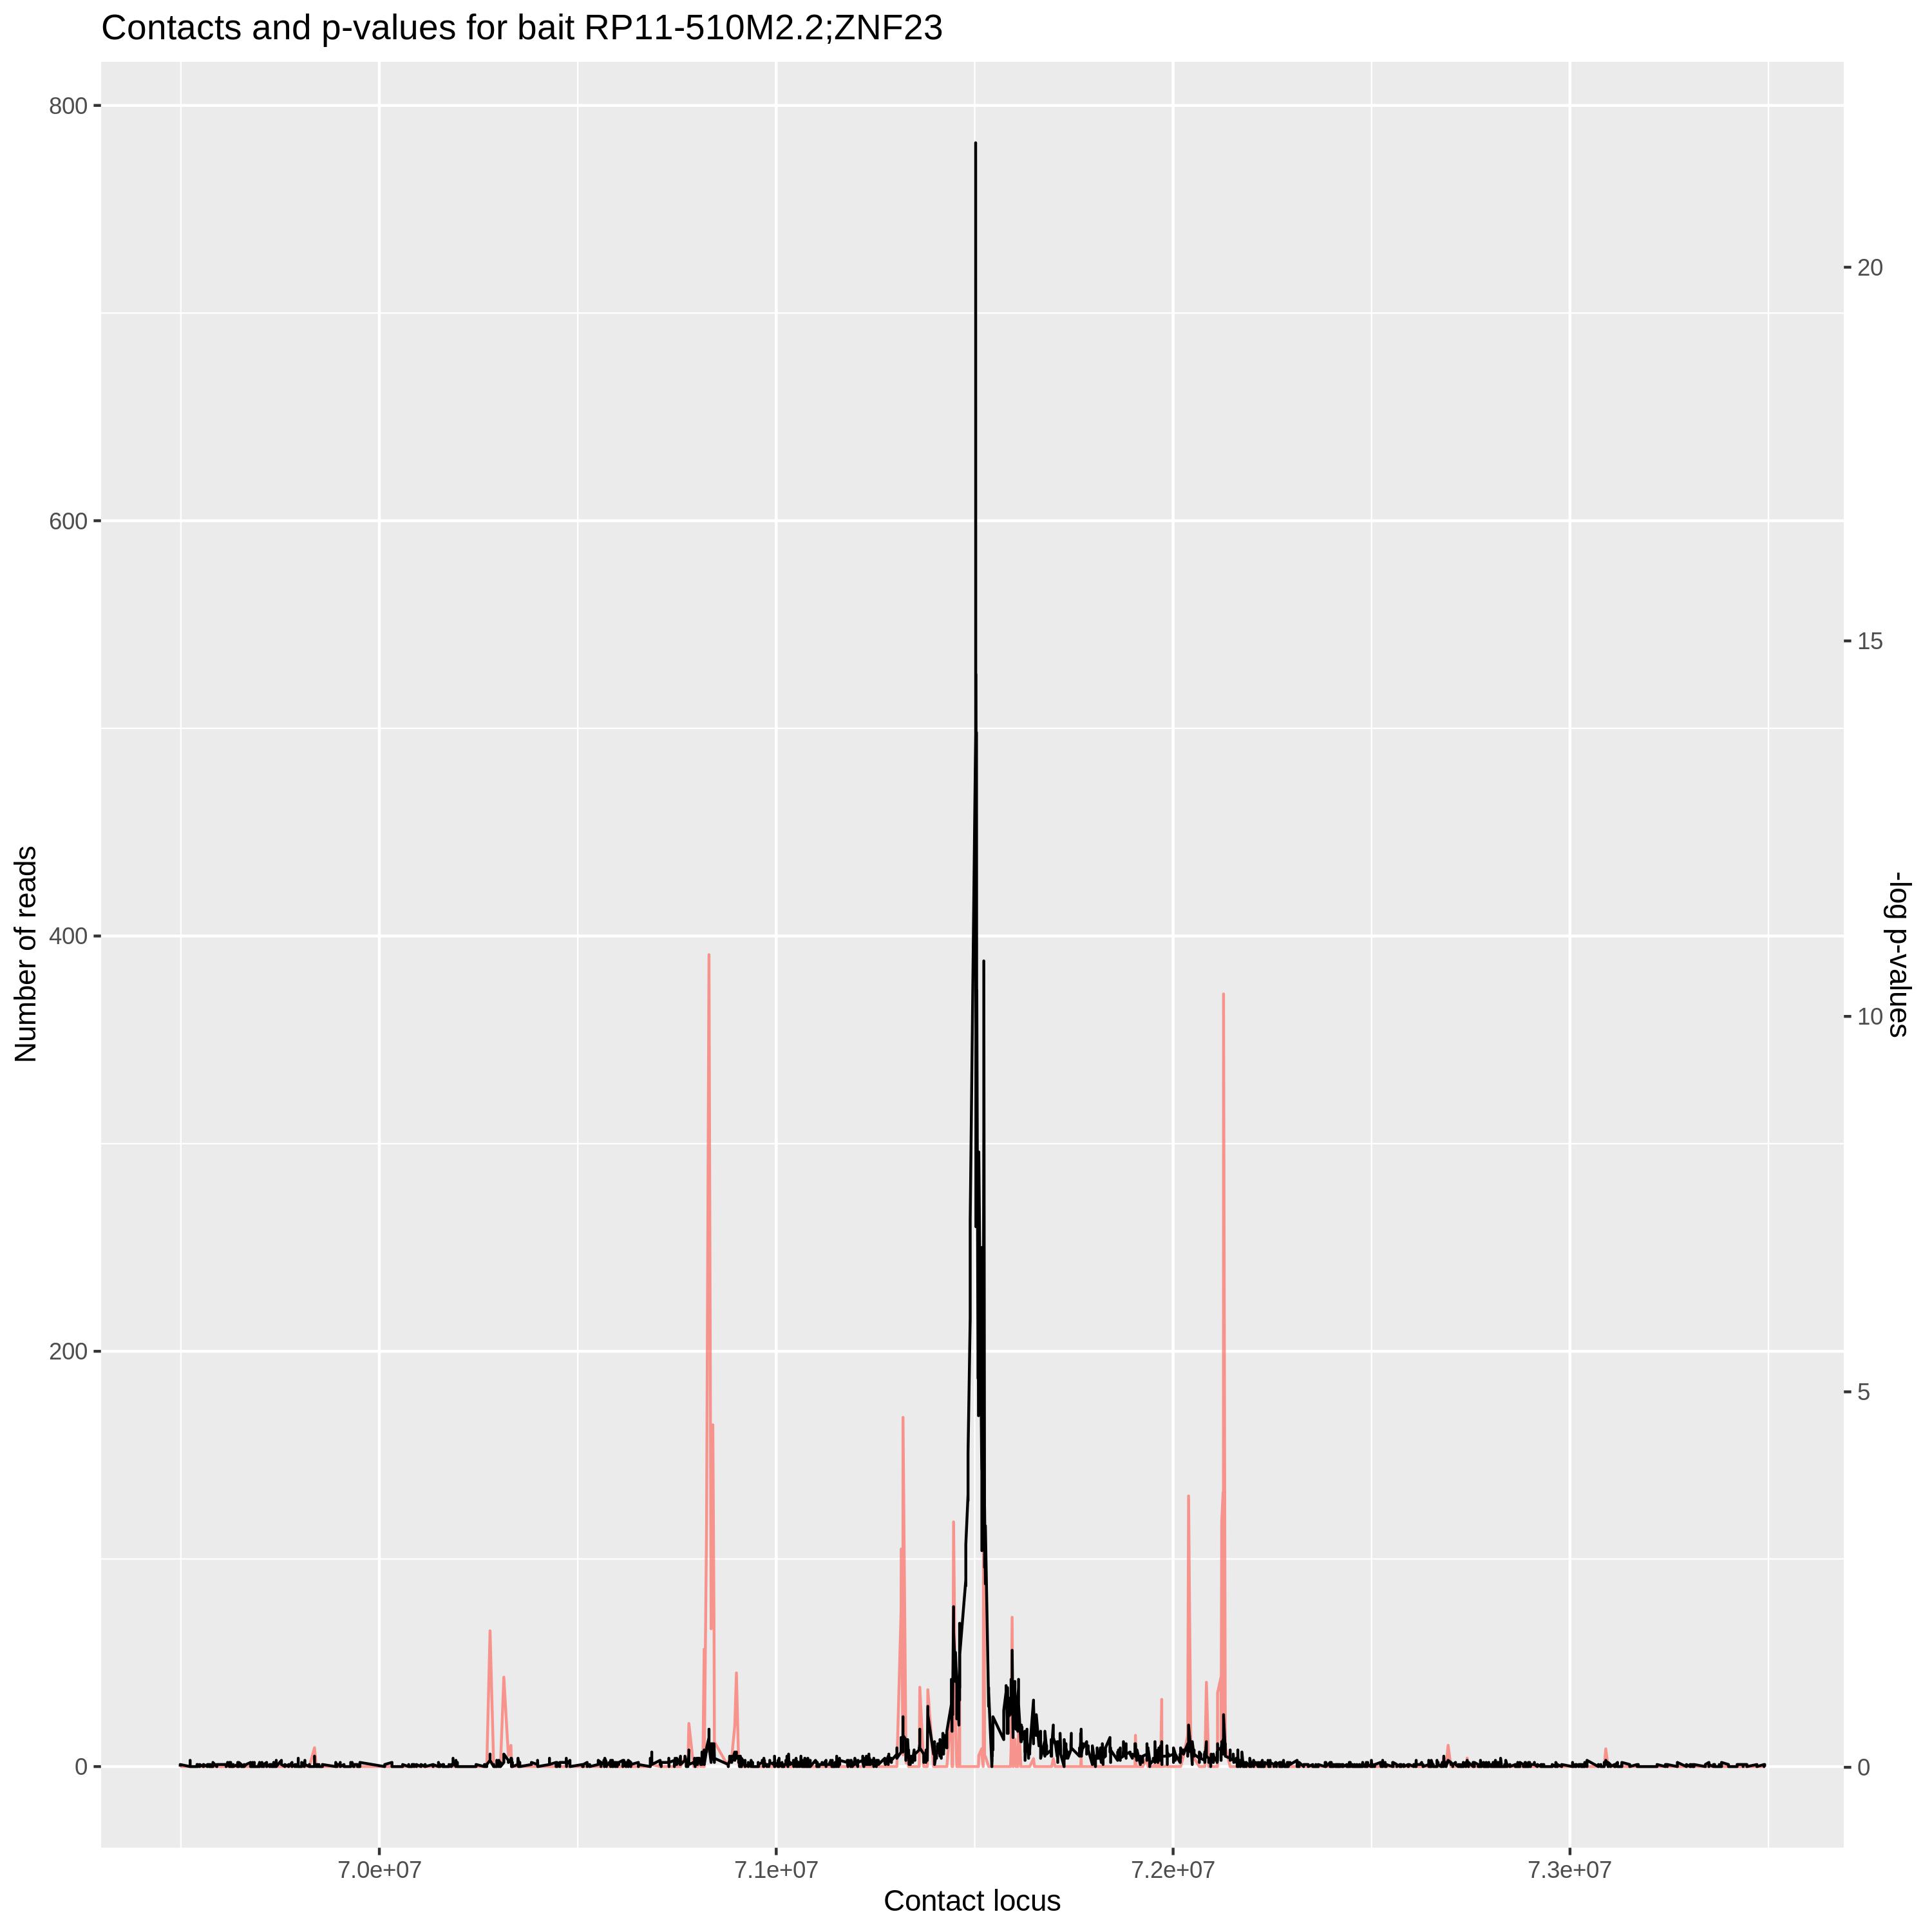 Contacts and p-values for bait RP11-510M2.2;ZNF23
800
600
400
200
0
Number of reads
20
15
10
5
0
-log p-values
7.0e+07 7.1e+07 7.2e+07 7.3e+07
Contact locus